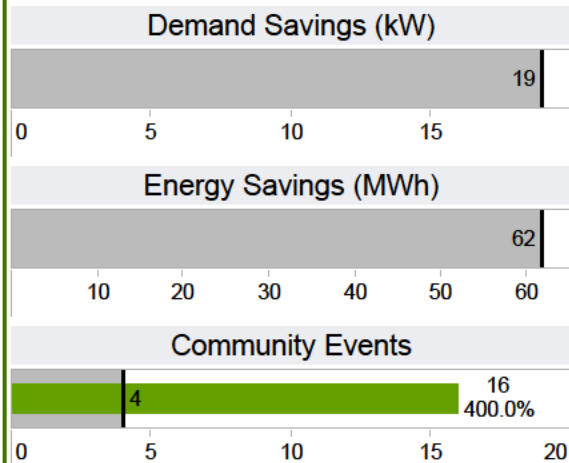 Demand Savings (kW)
19
0 5 10 15
Energy Savings (MWh)
62
10 20 30 40 50 60
Community Events
4
16
400.0%
0 5 10 15 20